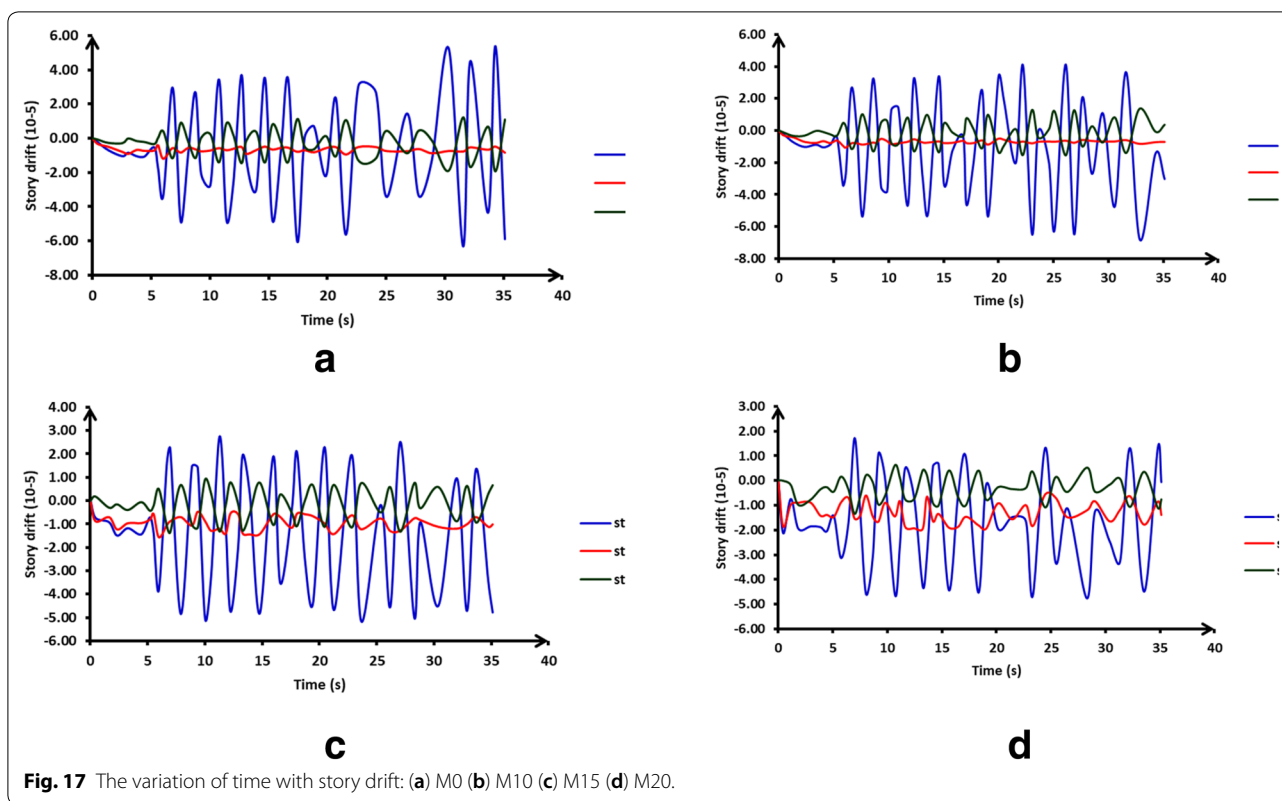 6.00
4.00
2.00
0.00
-2.00
-4.00
-6.00
-8.00
Story drift (10-5)
0 5 10 15 20 25 30 35 40
Time (s)
a
6.00
4.00
2.00
0.00
-2.00
-4.00
-6.00
-8.00
Story drift (10-5)
0 5 10 15 20 25 30 35 40
Time (s)
b
4.00
3.00
2.00
1.00
0.00
-1.00
-2.00
-3.00
-4.00
-5.00
-6.00
Story drift (10-5)
0 5 10 15 20 25 30 35 40
Time (s)
st
st
st
c
3.00
2.00
1.00
0.00
-1.00
-2.00
-3.00
-4.00
-5.00
-6.00
Story drift (10-5)
0 5 10 15 20 25 30 35 40
Time (s)
s
s
s
d
Fig. 17 The variation of time with story drift: (a) M0 (b) M10 (c) M15 (d) M20.